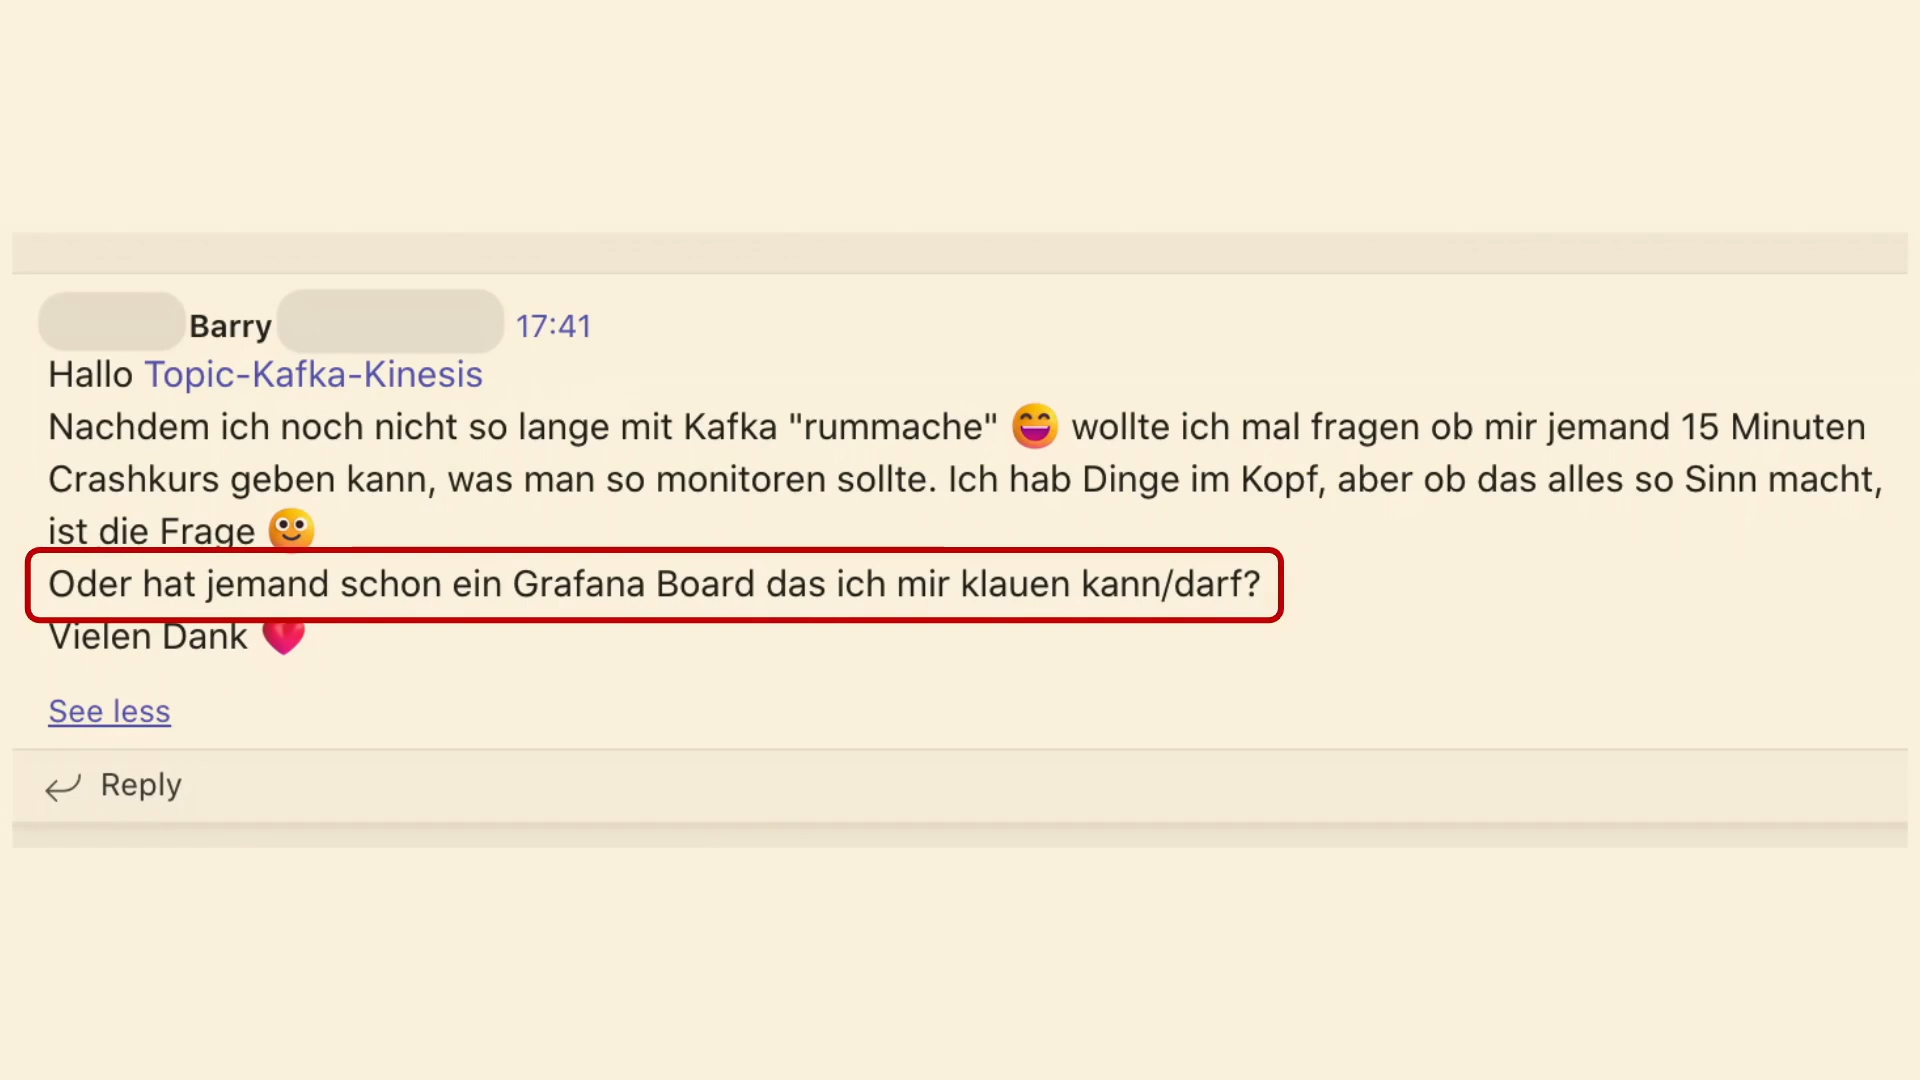 Barry 17:41
Hallo Topic-Kafka-Kinesis
Nachdem ich noch nicht so lange mit Kafka "rummache" 😄 wollte ich mal fragen ob mir jemand 15 Minuten
Crashkurs geben kann, was man so monitoren sollte. Ich hab Dinge im Kopf, aber ob das alles so Sinn macht,
ist die Frage 🙂
Oder hat jemand schon ein Grafana Board das ich mir klauen kann/darf?
Vielen Dank ❤️
See less
Reply